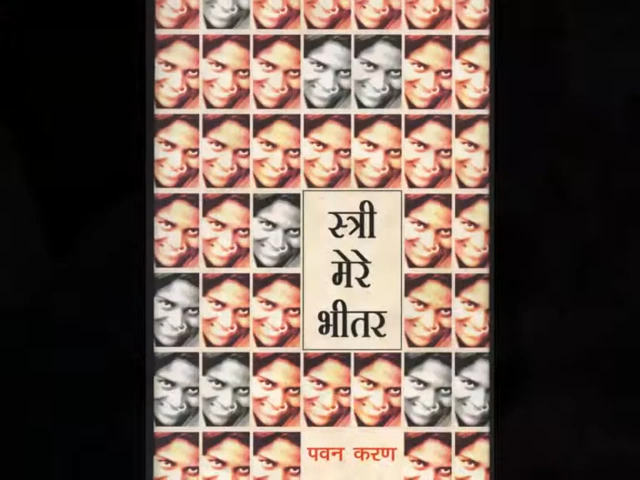 स्त्री
मेरे
भीतर
पवन करण